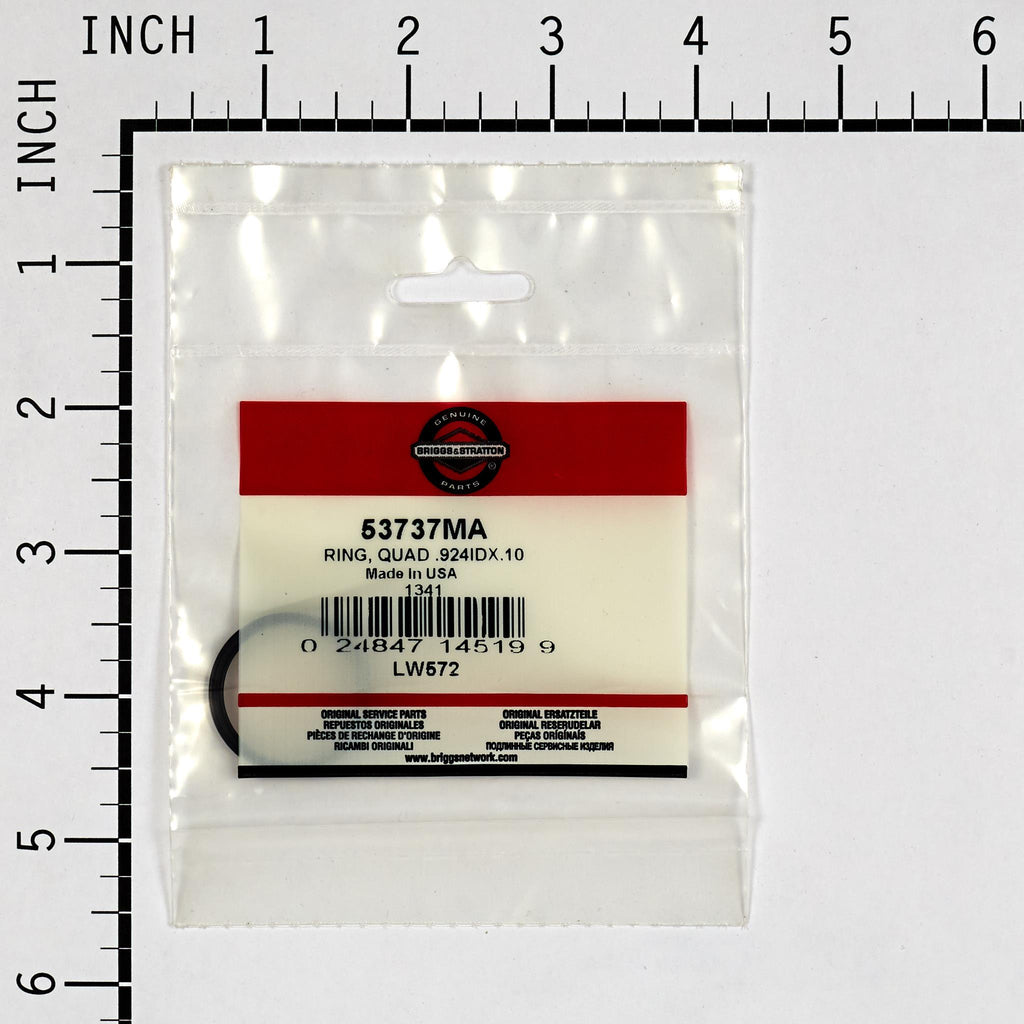 INCH 1 2 3 4 5 6
INCH
1
2
3
4
5
6
GENUINE
BRIGGS&STRATTON
®
PARTS
53737MA
RING, QUAD .924IDX.10
Made In USA
1341
0 24847 14519 9
LW572
ORIGINAL SERVICE PARTS
REPUESTOS ORIGINALES
PIÈCES DE RECHANGE D'ORIGINE
RICAMBI ORIGINALI
ORIGINAL ERSATZTEILE
ORIGINAL RESERUDELAR
PEÇAS ORIGINAIS
ПОДЛИННЫЕ СЕРВИСНЫЕ ИЗДЕЛИЯ
www.briggsnetwork.com